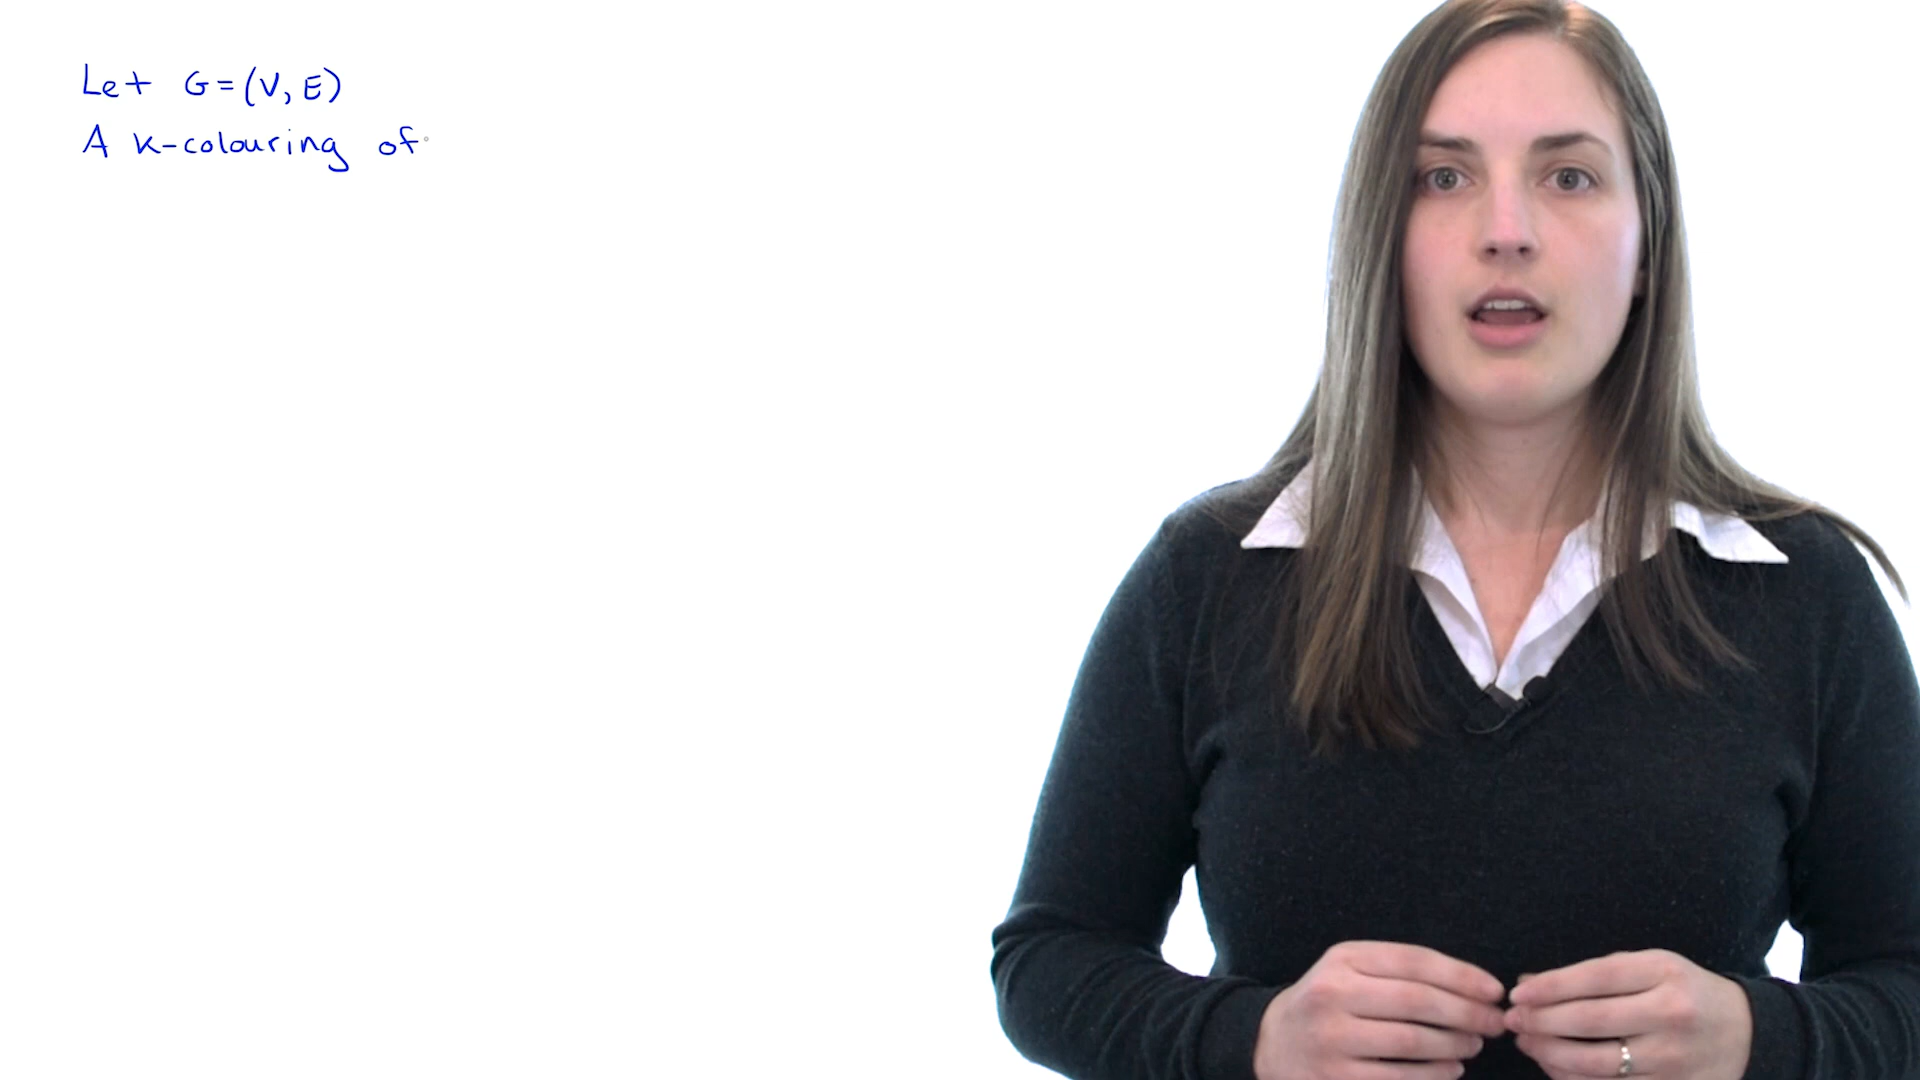 Let G=(V, E)
A k-colouring of